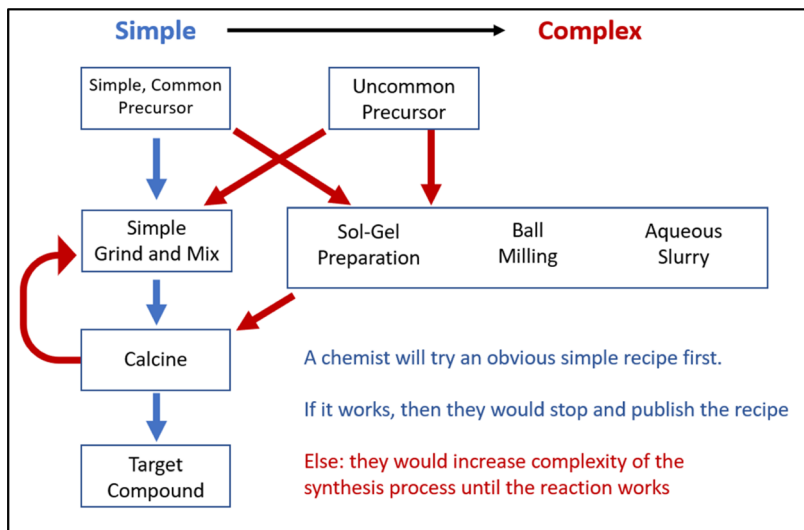 Simple
Complex
Simple, Common
Precursor
Uncommon
Precursor
Simple
Grind and Mix
Sol-Gel
Preparation
Ball
Milling
Aqueous
Slurry
Calcine
A chemist will try an obvious simple recipe first.
If it works, then they would stop and publish the recipe
Target
Compound
Else: they would increase complexity of the
synthesis process until the reaction works